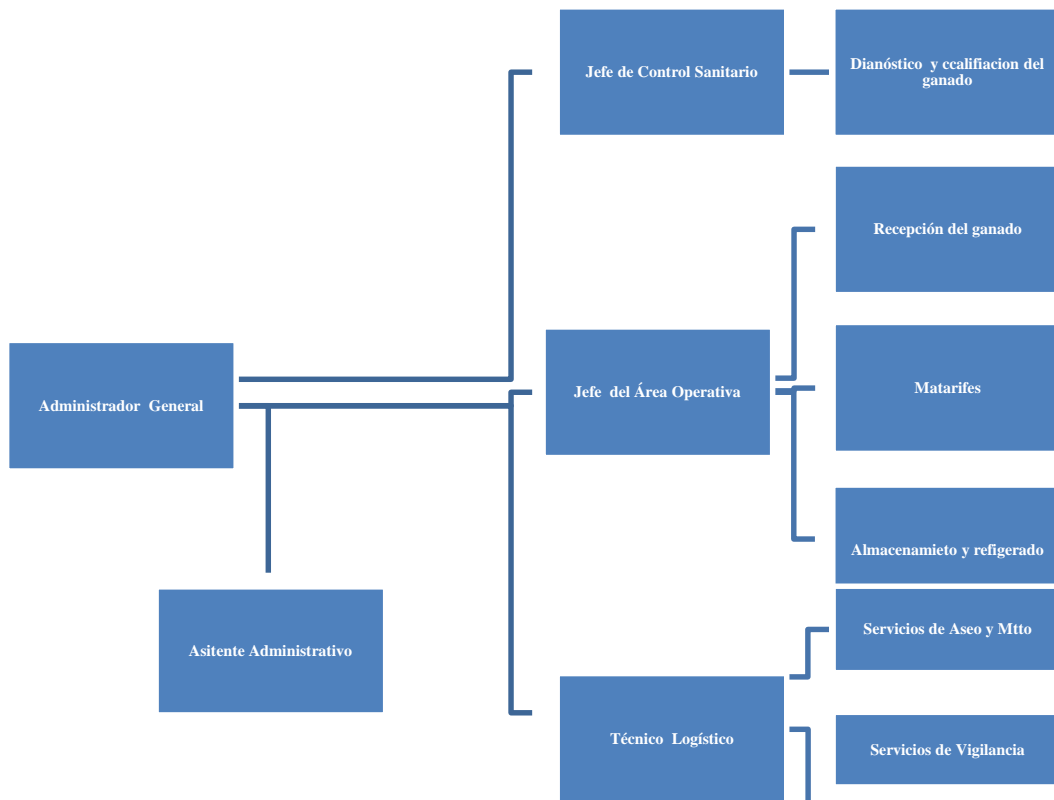 Jefe de Control Sanitario
Dianóstico y ccalifiacion del
ganado
Recepción del ganado
Administrador General
Jefe del Área Operativa
Matarifes
Almacenamieto y refigerado
Asitente Administrativo
Servicios de Aseo y Mtto
Técnico Logístico
Servicios de Vigilancia